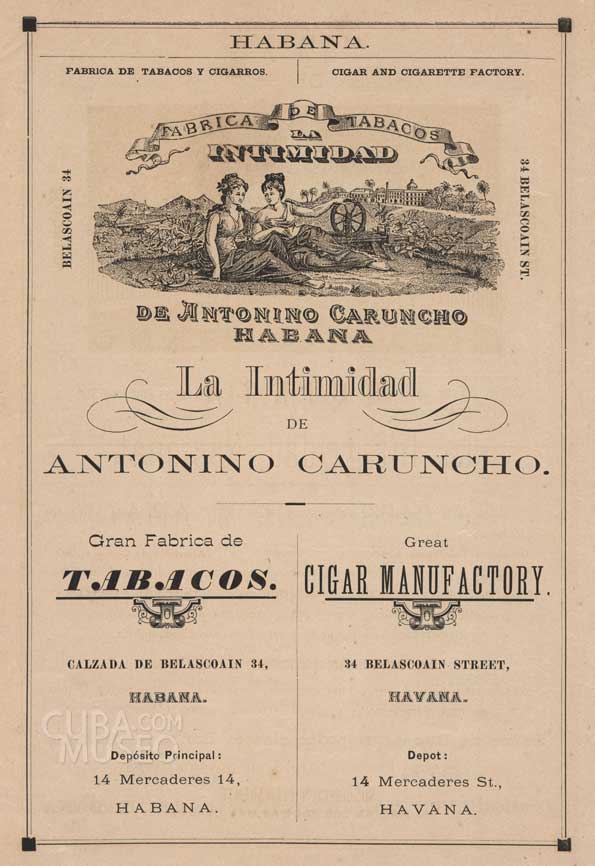 HABANA.
FABRICA DE TABACOS Y CIGARROS.
CIGAR AND CIGARETTE FACTORY.
FABRICA DE TABACOS
LA
INTIMIDAD
BELASCOAIN 34
34 BELASCOAIN ST.
DE ANTONINO CARUNCHO
HABANA
La Intimidad
DE
ANTONINO CARUNCHO.
Gran Fabrica de
TABACOS.
CALZADA DE BELASCOAIN 34,
HABANA.
Depósito Principal:
14 Mercaderes 14,
HABANA.
Great
CIGAR MANUFACTORY.
34 BELASCOAIN STREET,
HAVANA.
Depot:
14 Mercaderes St.,
HAVANA.
CUBA.COM
MUSEO